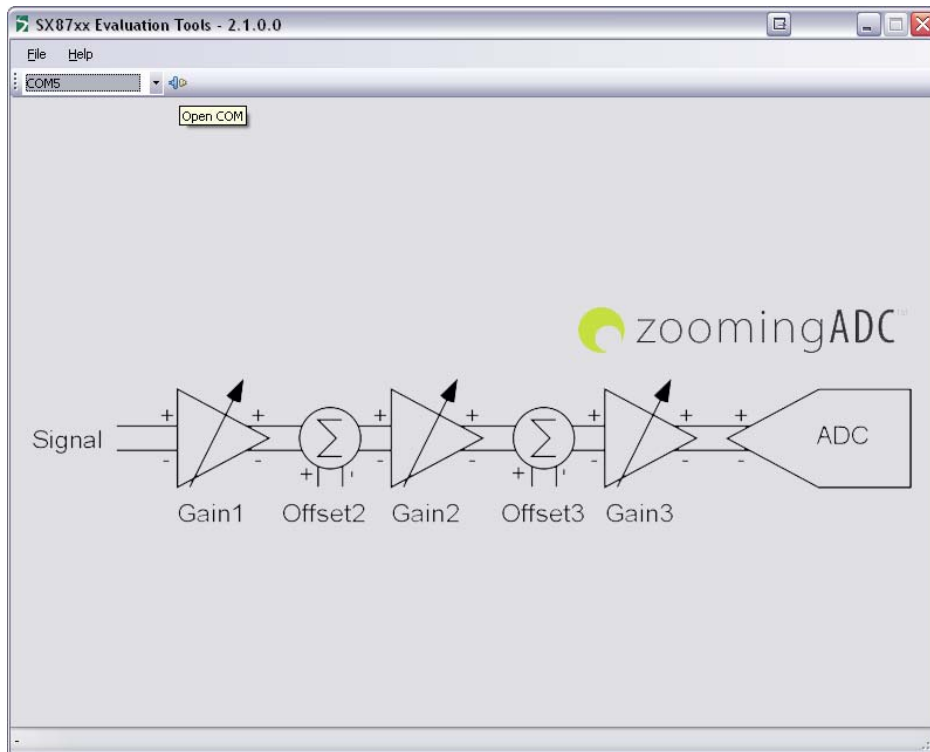 SX87xx Evaluation Tools - 2.1.0.0
File Help
COM5
Open COM
zoomingADC™
+ + + + + +
Signal Σ Σ ADC
- - - - - -
+ - + -
Gain1 Offset2 Gain2 Offset3 Gain3
-